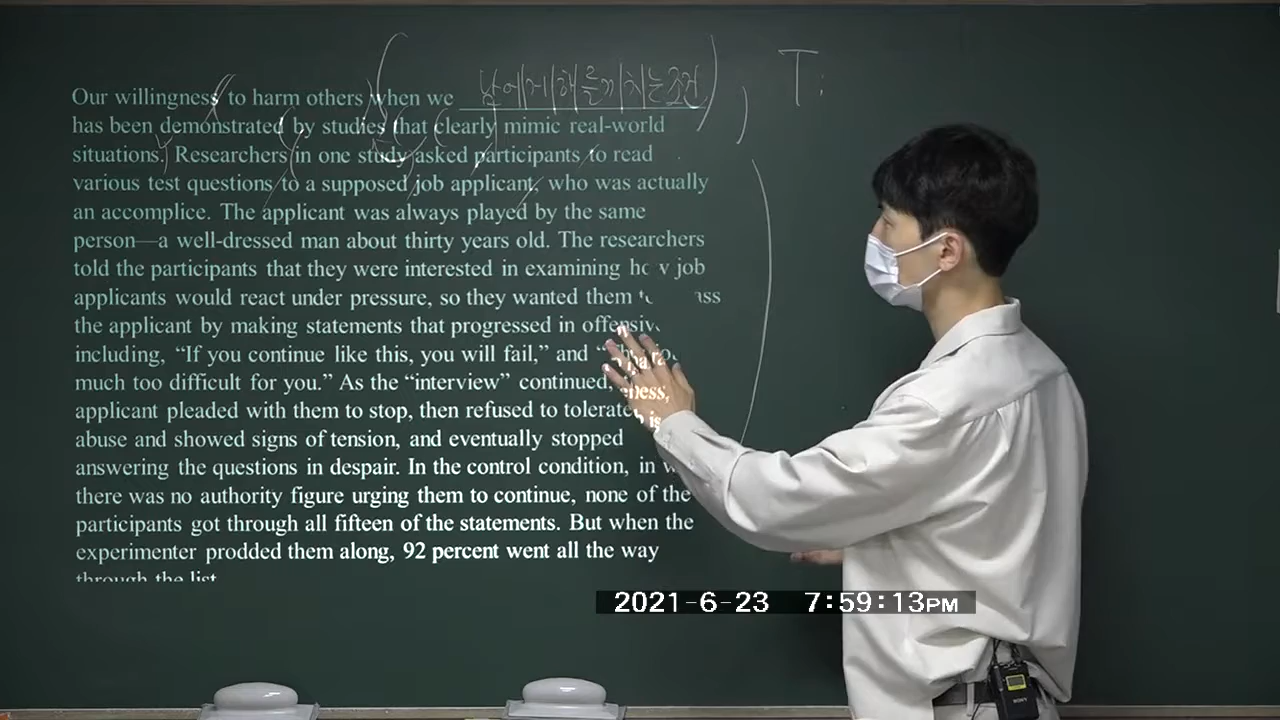 남에게 해를 끼치는 조건
T:
Our willingness to harm others when we
has been demonstrated by studies that clearly mimic real-world
situations. Researchers in one study asked participants to read
various test questions to a supposed job applicant, who was actually
an accomplice. The applicant was always played by the same
person—a well-dressed man about thirty years old. The researchers
told the participants that they were interested in examining how job
applicants would react under pressure, so they wanted them
the applicant by making statements that progressed in
including, “If you continue like this, you will fail,” and
much too difficult for you.” As the “interview” continued,
applicant pleaded with them to stop, then refused to tolerate
abuse and showed signs of tension, and eventually stopped
answering the questions in despair. In the control condition, in
there was no authority figure urging them to continue, none of the
participants got through all fifteen of the statements. But when the
experimenter prodded them along, 92 percent went all the way
through the list
2021-6-23 7:59:13PM